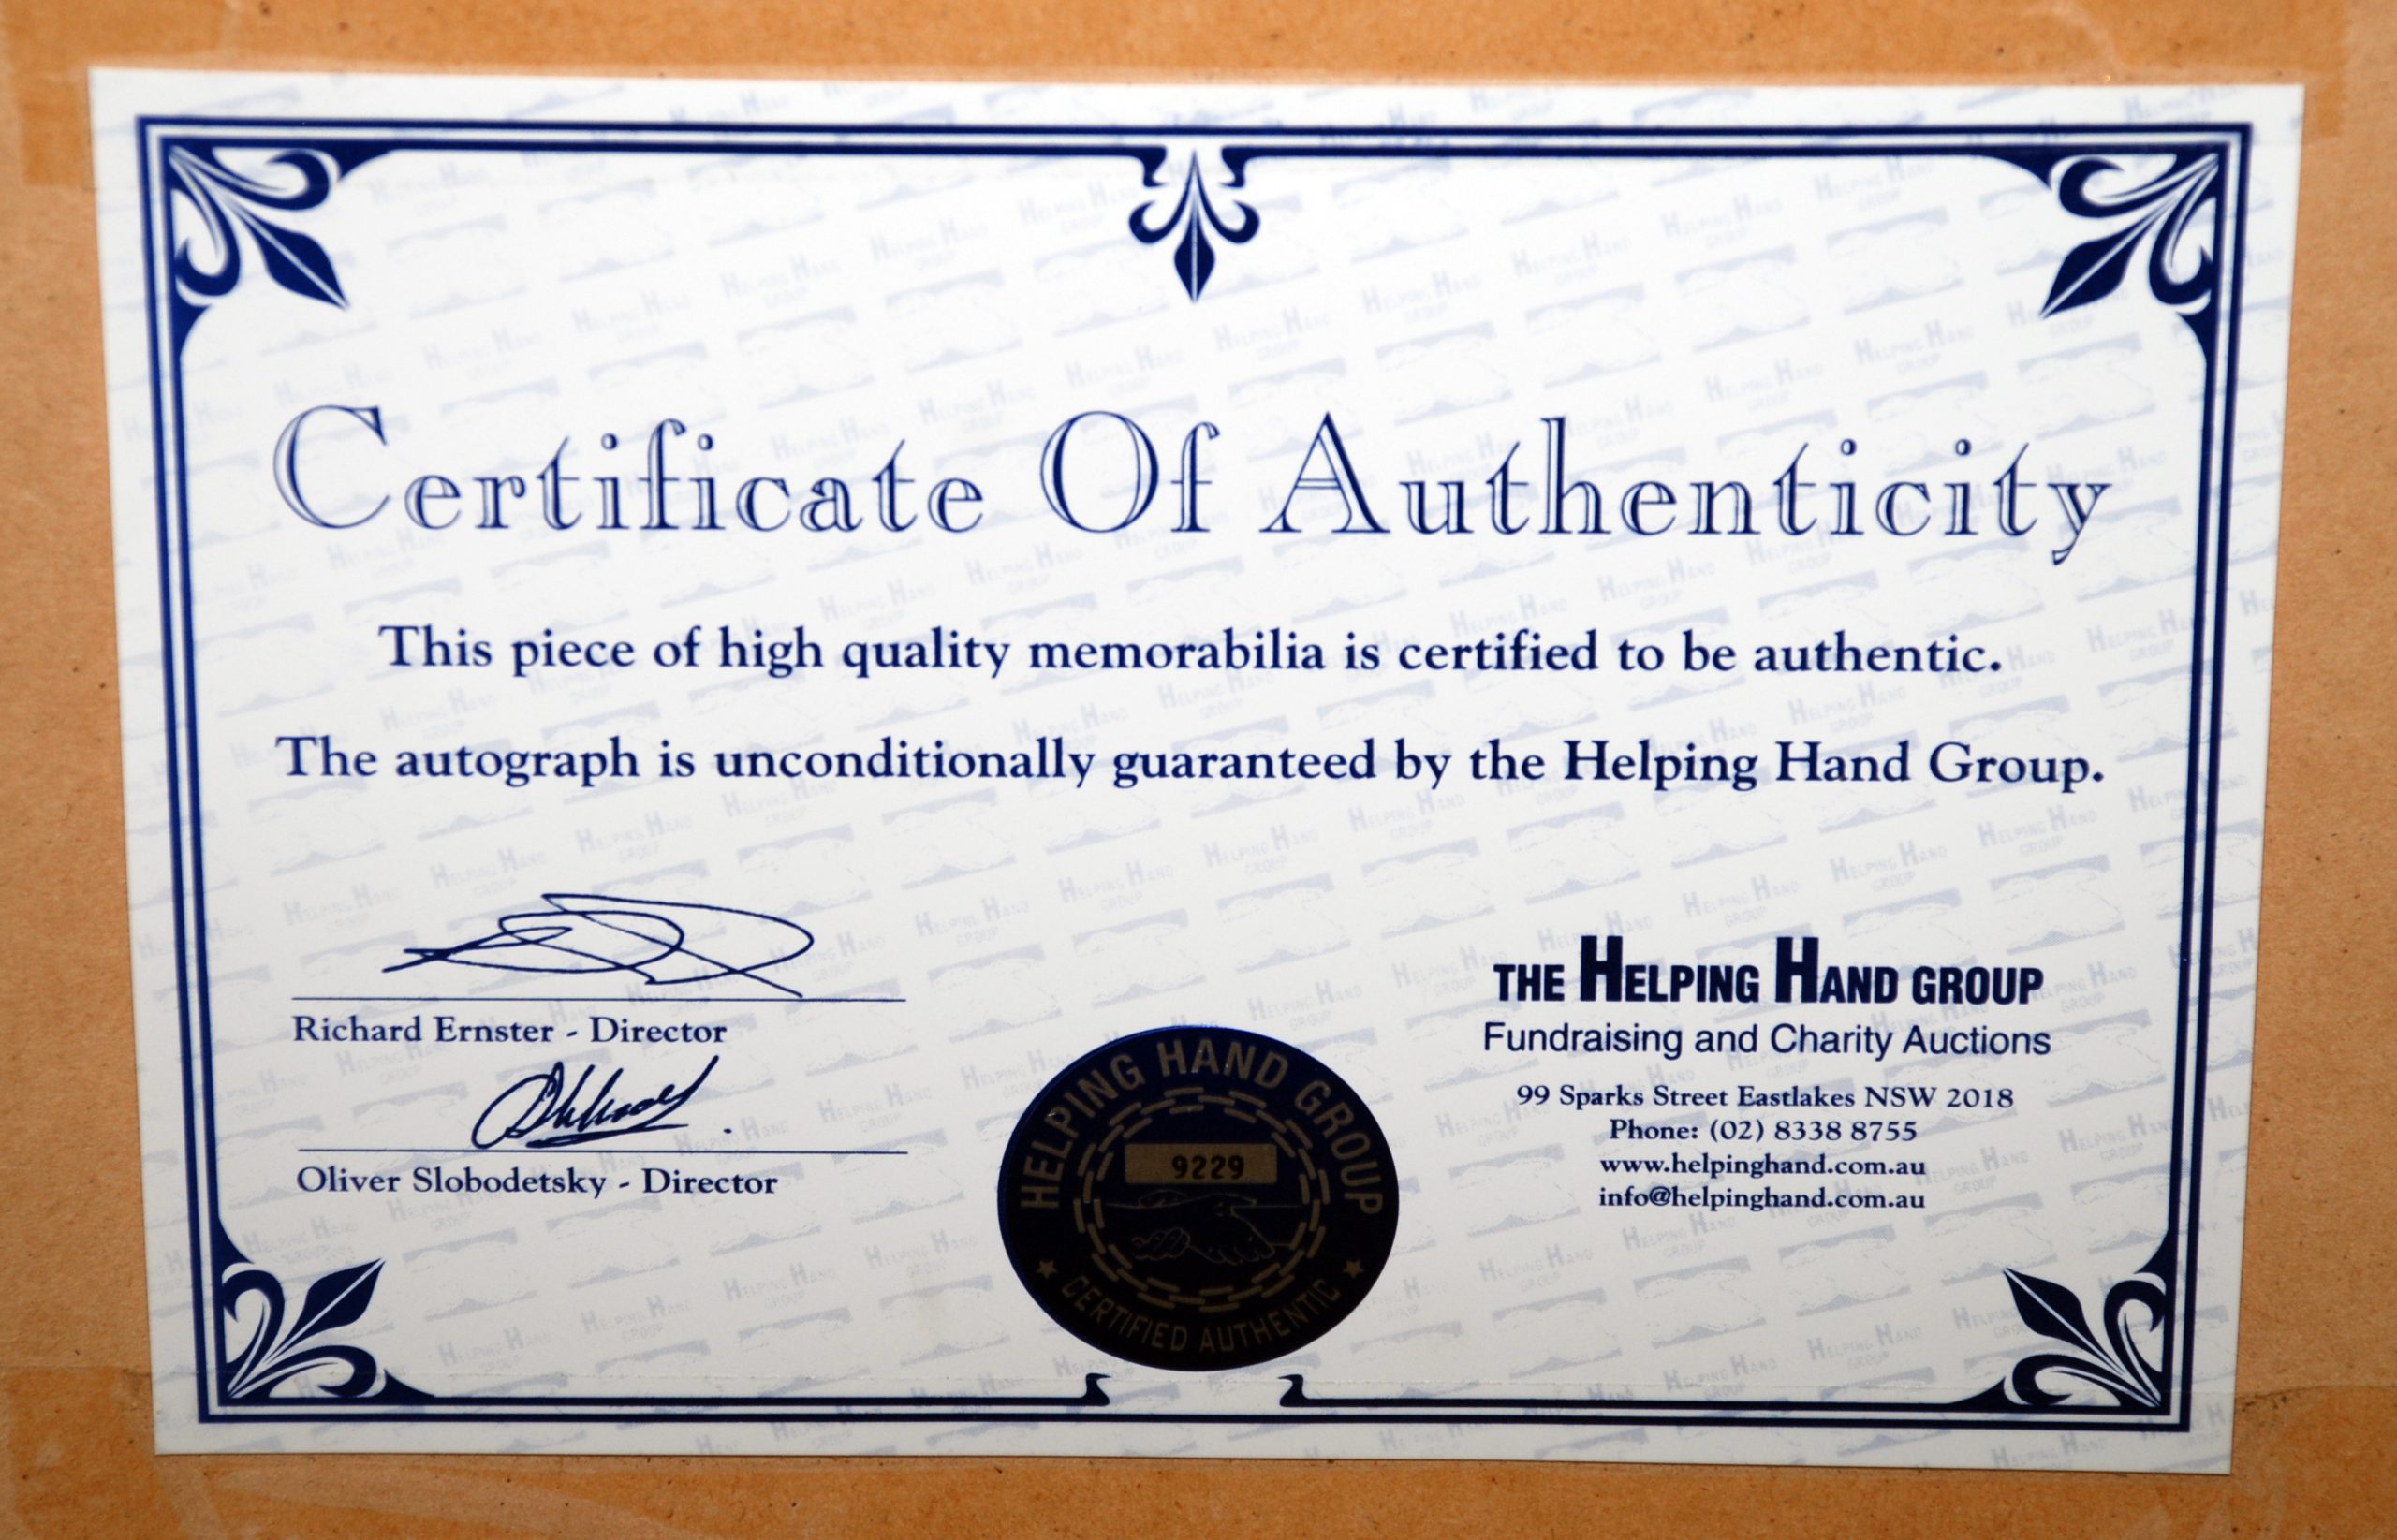 Certificate Of Authenticity
This piece of high quality memorabilia is certified to be authentic.
The autograph is unconditionally guaranteed by the Helping Hand Group.
Richard Ernster - Director
Oliver Slobodetsky - Director
HELPING HAND GROUP
9229
★ CERTIFIED AUTHENTIC ★
THE HELPING HAND GROUP
Fundraising and Charity Auctions
99 Sparks Street Eastlakes NSW 2018
Phone: (02) 8338 8755
www.helpinghand.com.au
info@helpinghand.com.au